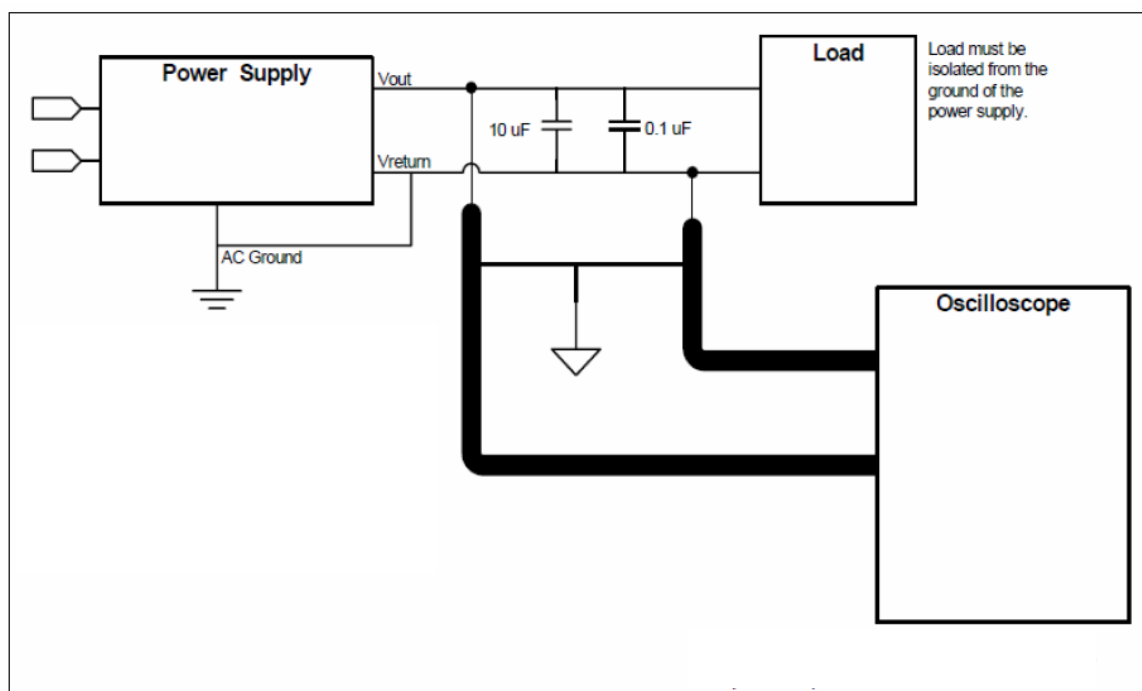 Power Supply
Vout
Vreturn
AC Ground
10 uF
0.1 uF
Load
Load must be
isolated from the
ground of the
power supply.
Oscilloscope